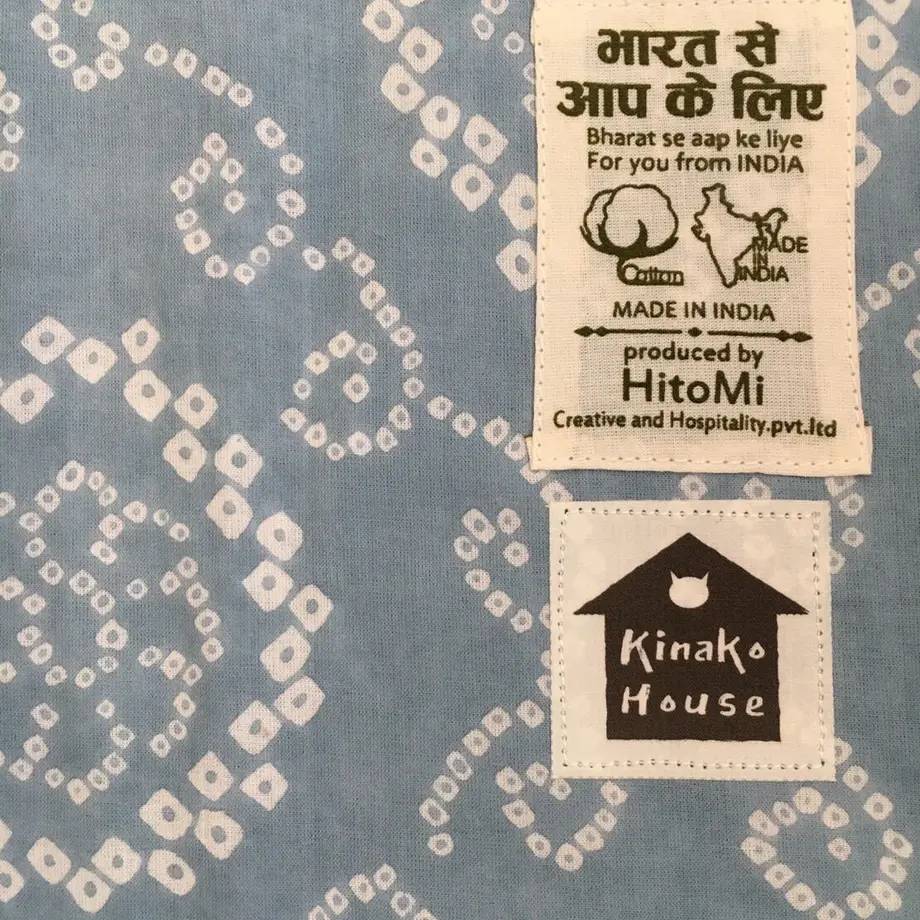 भारत से
आप के लिए
Bharat se aap ke liye
For you from INDIA
Cotton
MADE
IN
INDIA
MADE IN INDIA
produced by
HitoMi
Creative and Hospitality.pvt.ltd
Kinako
House